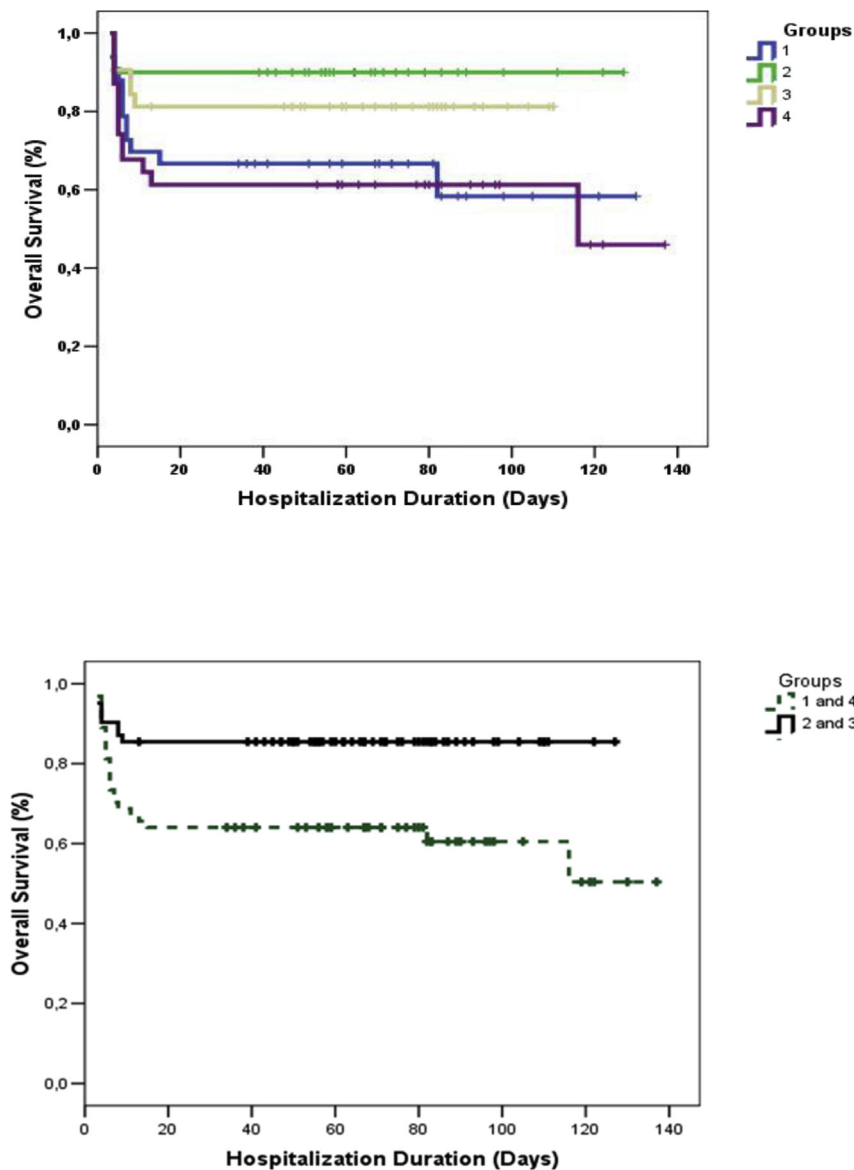 Groups
1
2
3
4
1,0
0,8
0,6
0,4
0,2
0,0
Overall Survival (%)
0 20 40 60 80 100 120 140
Hospitalization Duration (Days)
Groups
1 and 4
2 and 3
1,0
0,8
0,6
0,4
0,2
0,0
Overall Survival (%)
0 20 40 60 80 100 120 140
Hospitalization Duration (Days)